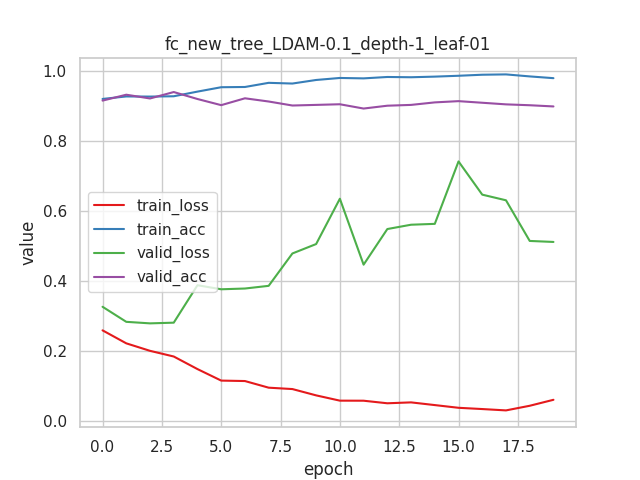 fc_new_tree_LDAM-0.1_depth-1_leaf-01
1.0
0.8
0.6
0.4
0.2
0.0
value
train_loss
train_acc
valid_loss
valid_acc
0.0 2.5 5.0 7.5 10.0 12.5 15.0 17.5
epoch